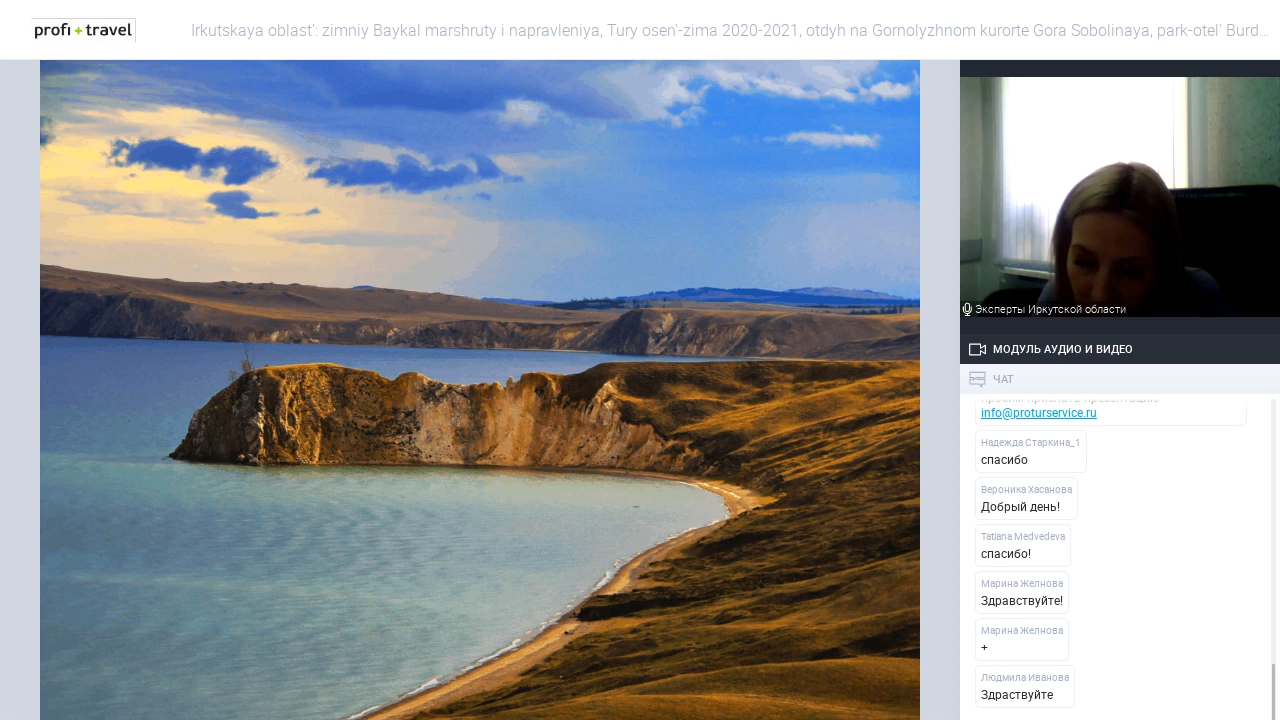 profi + travel
Irkutskaya oblast': zimniy Baykal marshruty i napravleniya, Tury osen'-zima 2020-2021, otdyh na Gornolyzhnom kurorte Gora Sobolinaya, park-otel' Burd...
Эксперты Иркутской области
МОДУЛЬ АУДИО И ВИДЕО
ЧАТ
info@proturservice.ru
Надежда Старкина_1
спасибо
Вероника Хасанова
Добрый день!
Tatiana Medvedeva
спасибо!
Марина Желнова
Здравствуйте!
Марина Желнова
+
Людмила Иванова
Здраствуйте